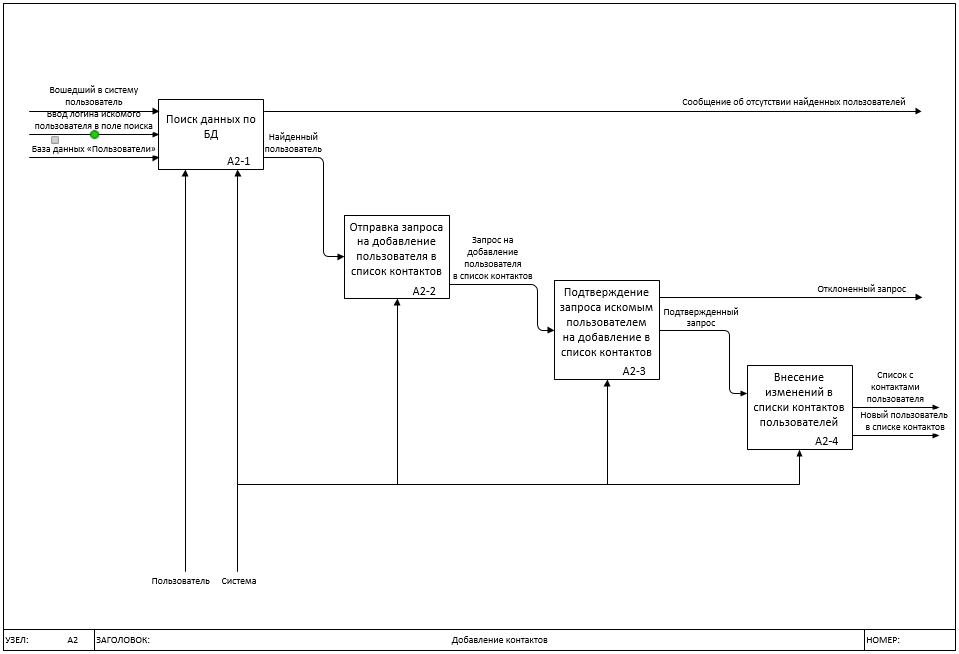 Вошедший в систему
пользователь
Ввод логина искомого
пользователя в поле поиска
База данных «Пользователи»
Поиск данных по
БД
А2-1
Сообщение об отсутствии найденных пользователей
Найденный
пользователь
Отправка запроса
на добавление
пользователя в
список контактов
А2-2
Запрос на
добавление
пользователя
в список контактов
Подтверждение
запроса искомым
пользователем
на добавление в
список контактов
А2-3
Отклоненный запрос
Подтвержденный
запрос
Внесение
изменений в
списки контактов
пользователей
А2-4
Список с
контактами
пользователя
Новый пользователь
в списке контактов
Пользователь
Система
УЗЕЛ: А2 ЗАГОЛОВОК: Добавление контактов НОМЕР: